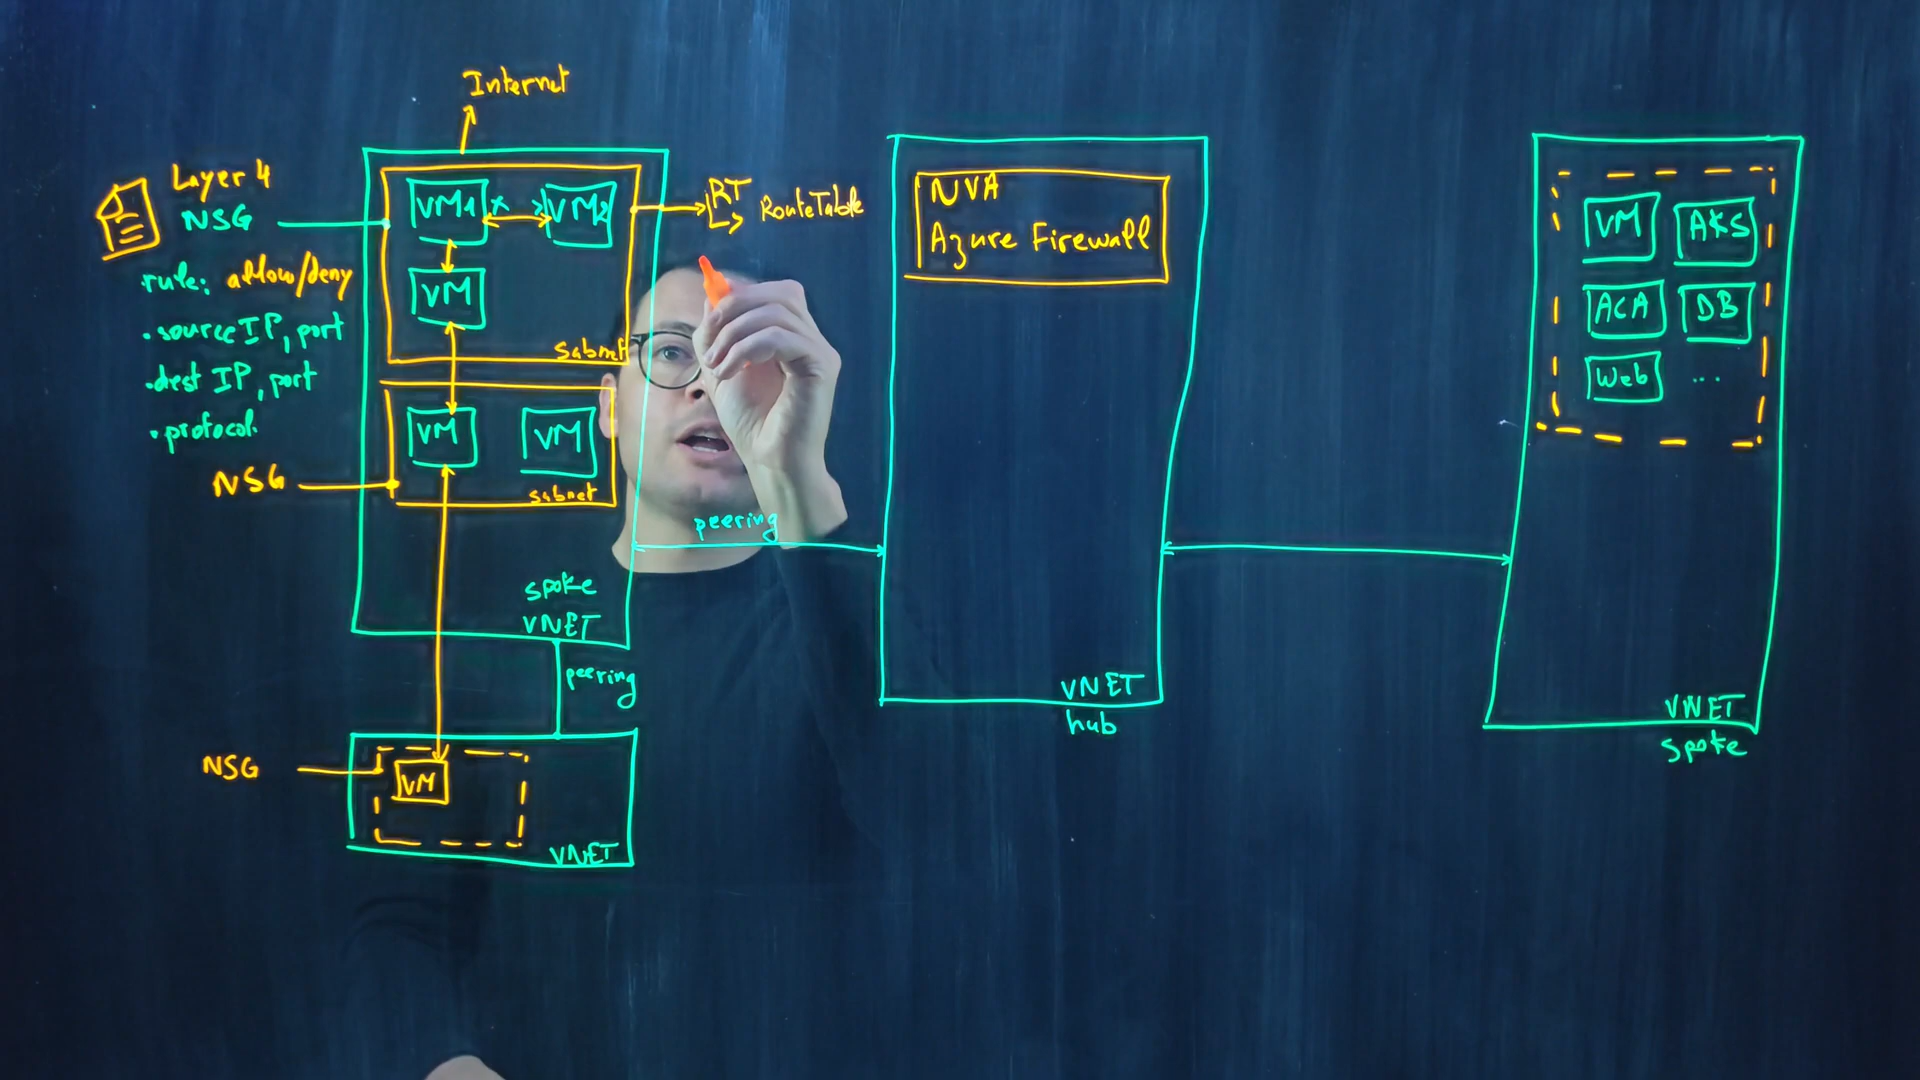 Internet
Layer 4
NSG
.rule: allow/deny
.source IP, port
.dest IP, port
.protocol.
NSG
NSG
VM1
VM2
VM
subnet
VM
VM
subnet
spoke
VNET
peering
VM
VNET
RT
RouteTable
peering
NVA
Azure Firewall
VNET
hub
VM
AKS
ACA
DB
Web
...
VNET
spoke